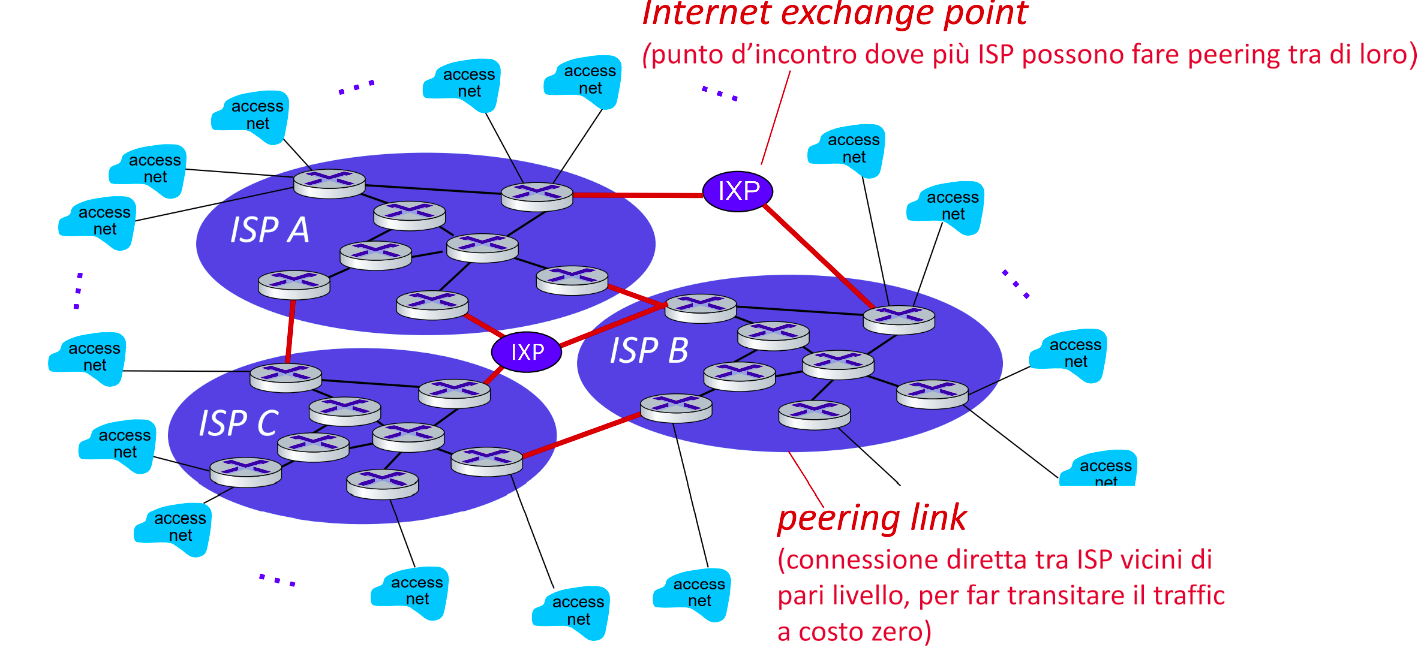 Internet exchange point
(punto d'incontro dove più ISP possono fare peering tra di loro)
access
net
access
net
access
net
access
net
access
net
access
net
access
net
IXP
ISP A
IXP
ISP B
access
net
access
net
ISP C
access
net
access
net
access
net
peering link
(connessione diretta tra ISP vicini di
pari livello, per far transitare il traffic
a costo zero)
access
net
access
net
access
net
access
net